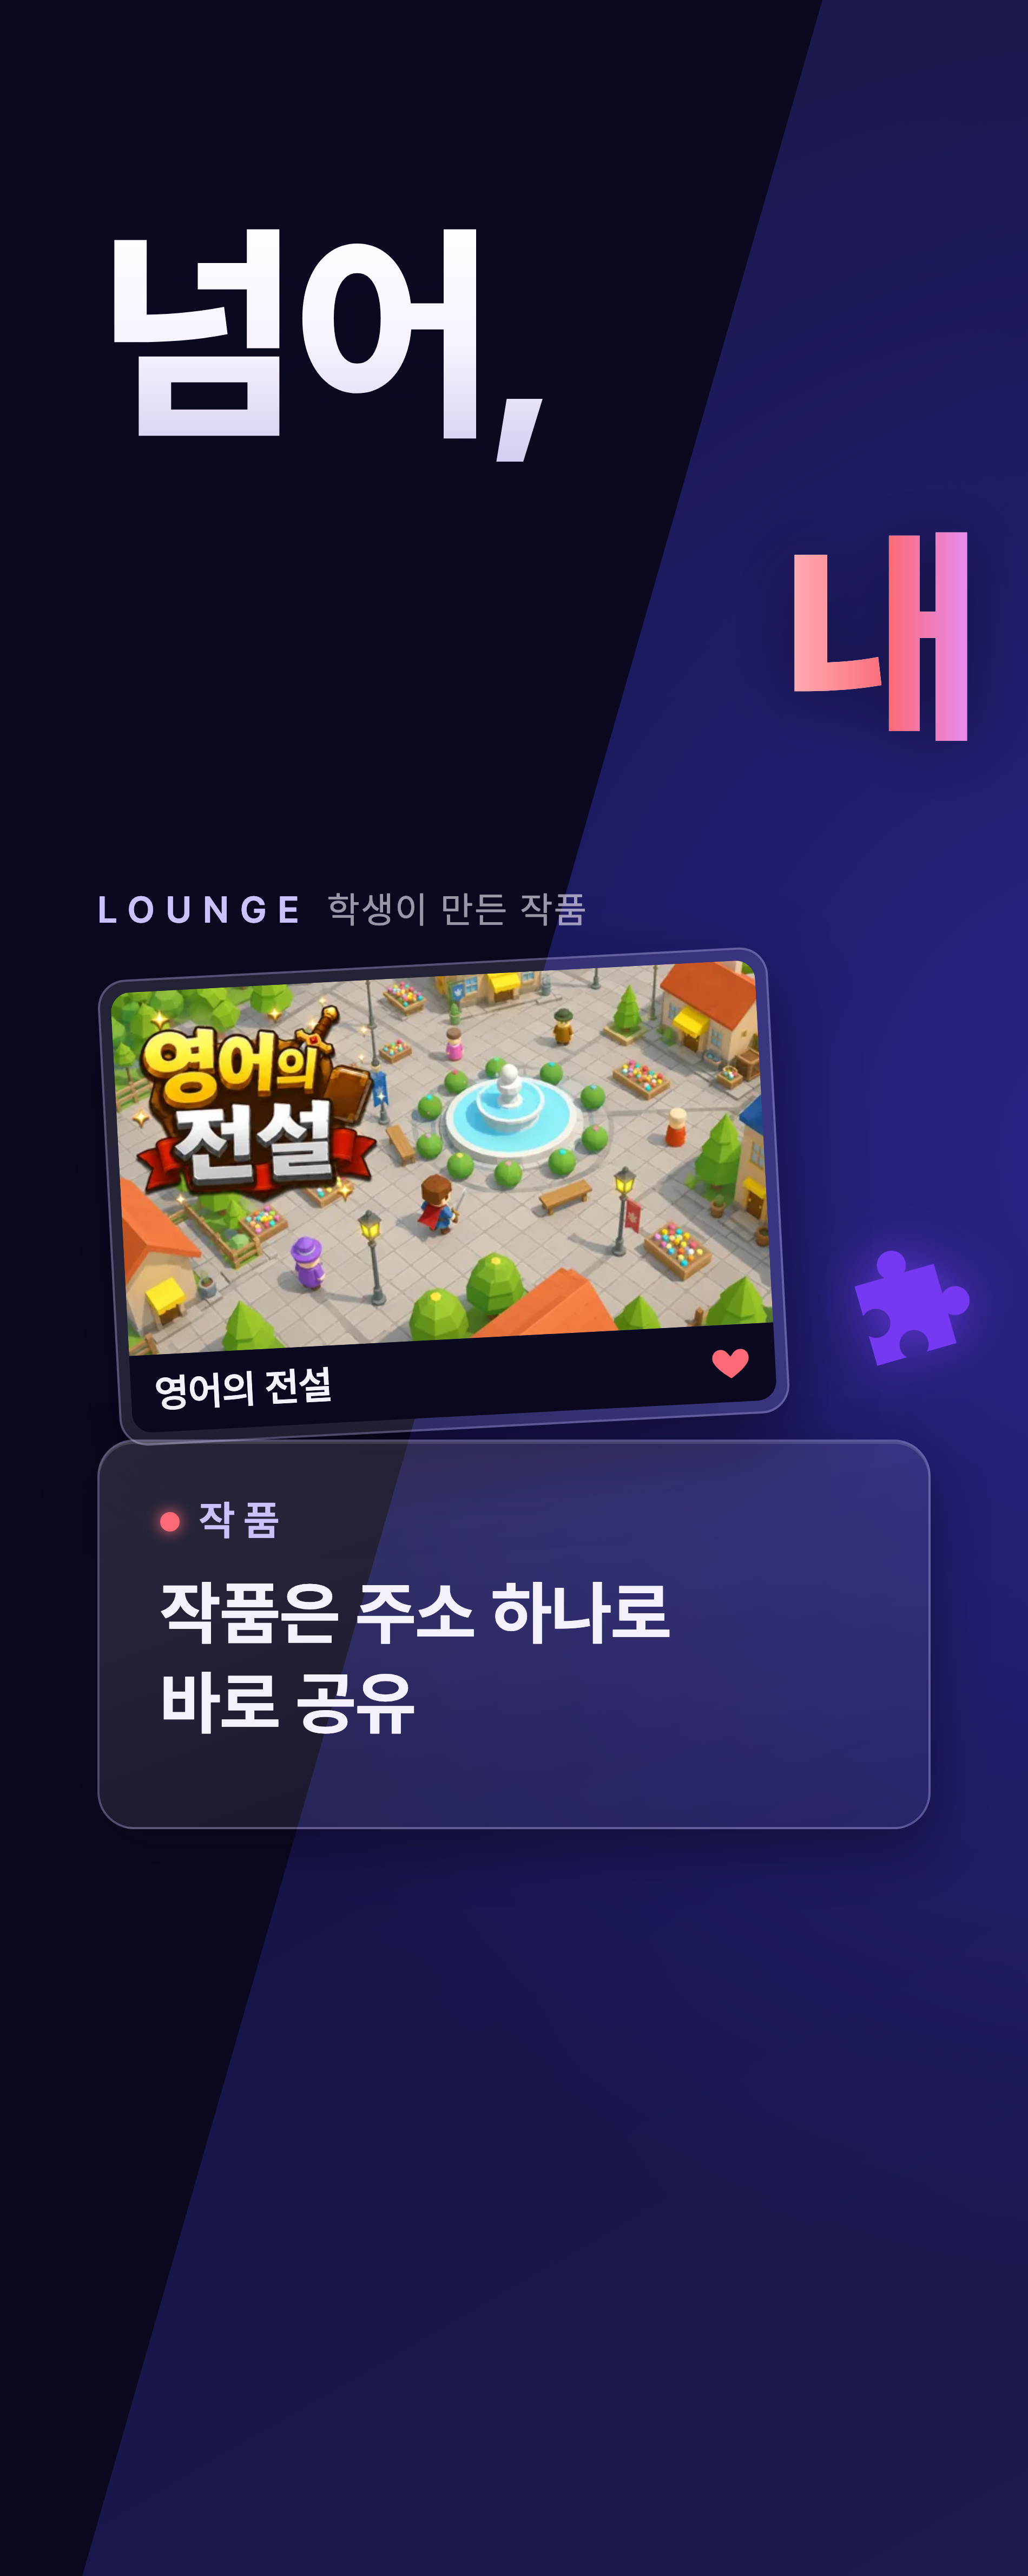 넘어,
내
LOUNGE 학생이 만든 작품
영어의
전설
영어의 전설
작품
작품은 주소 하나로
바로 공유